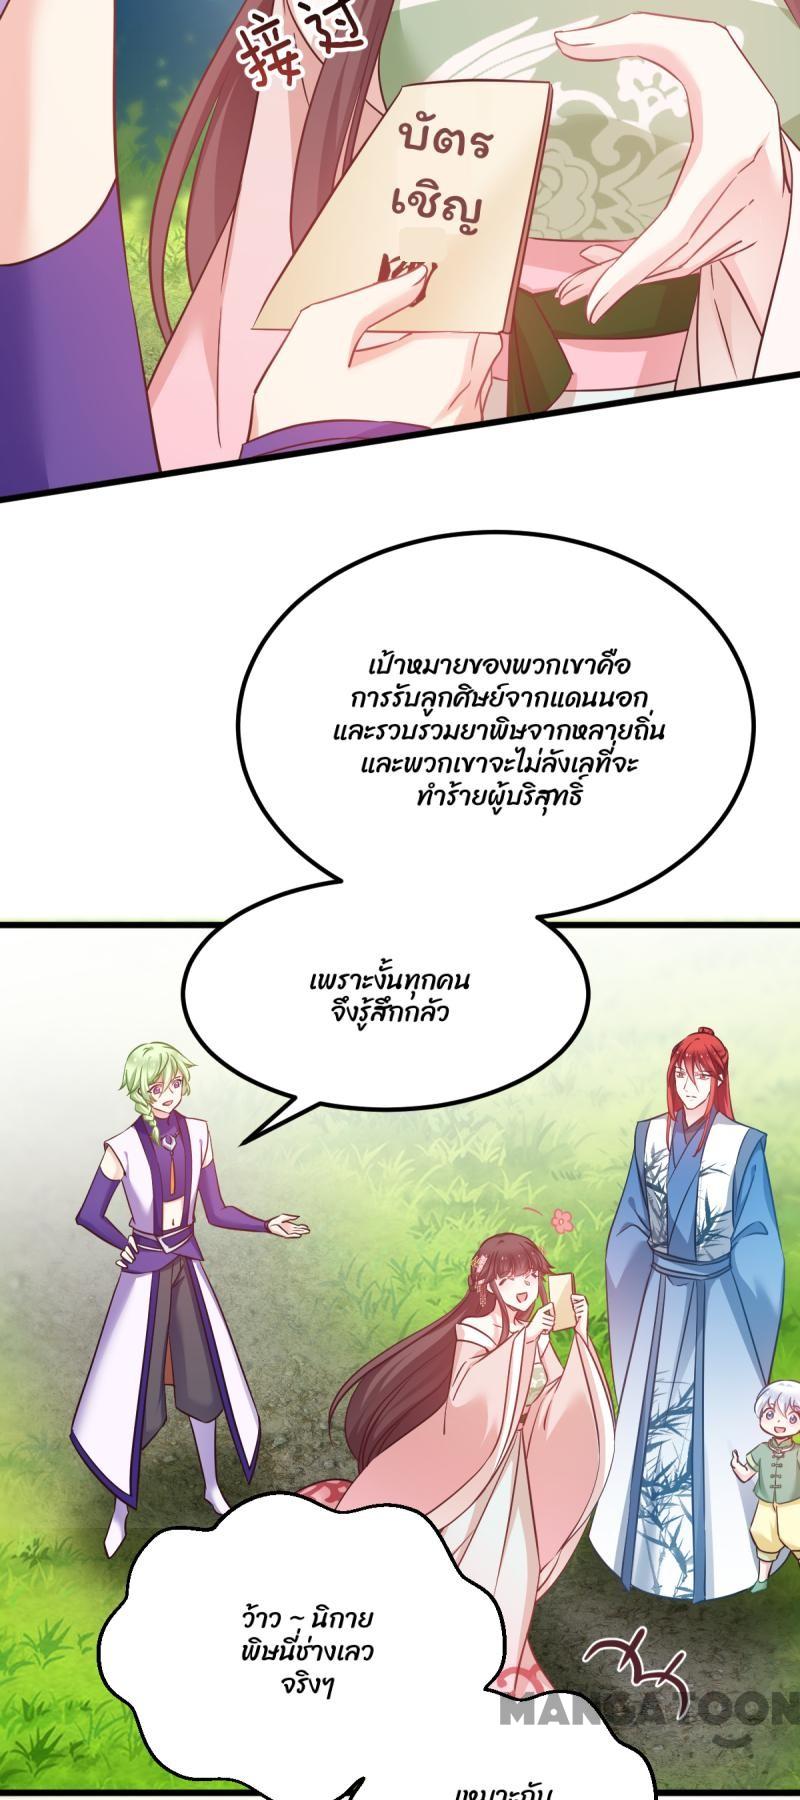 接过
บัตร
เชิญ
เป้าหมายของพวกเขาคือ
การรับลูกศิษย์จากแดนนอก
และรวบรวมยาพิษจากหลายถิ่น
และพวกเขาจะไม่ลังเลที่จะ
ทำร้ายผู้บริสุทธิ์
เพราะงั้นทุกคน
จึงรู้สึกกลัว
ว้าว ~ นิกาย
พิษนี่ช่างเลว
จริงๆ
MANGATOON
เหมาะกับ